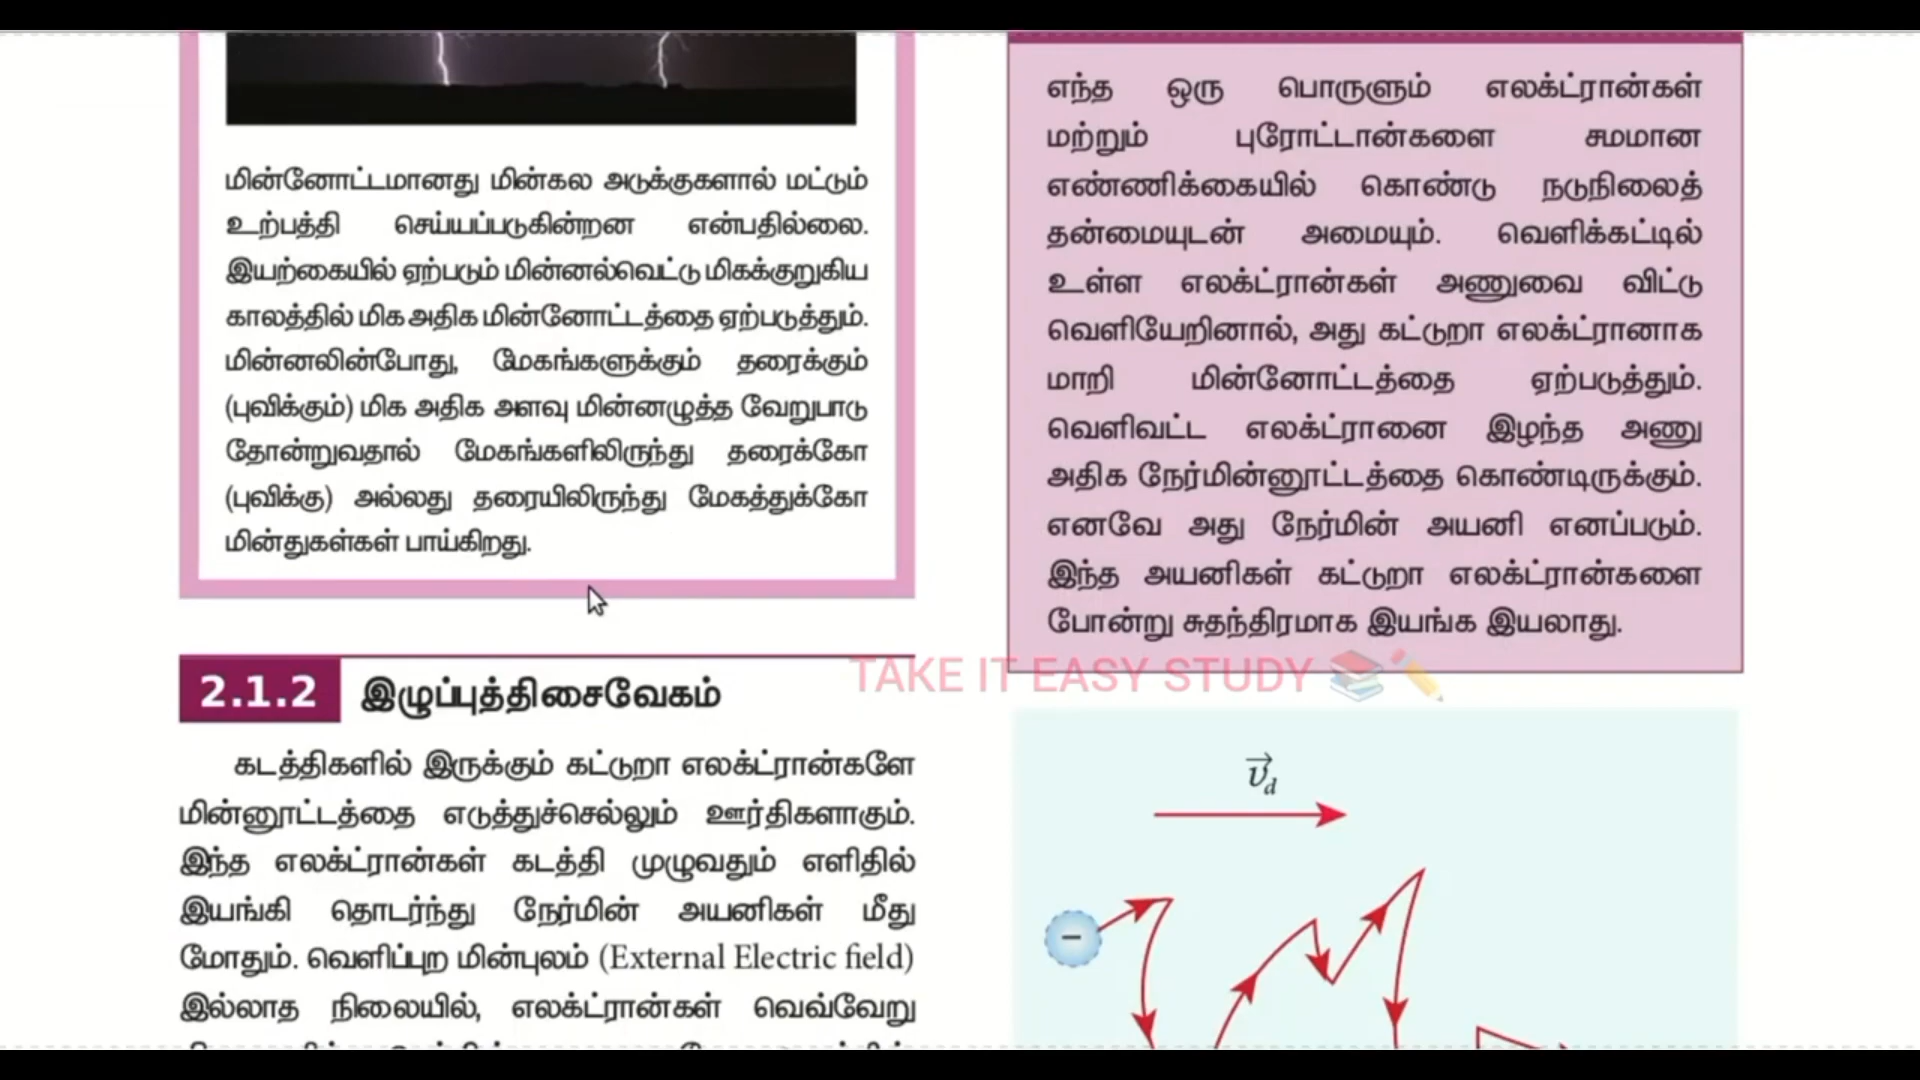 மின்னோட்டமானது மின்கல அடுக்குகளால் மட்டும்
உற்பத்தி செய்யப்படுகின்றன என்பதில்லை.
இயற்கையில் ஏற்படும் மின்னல்வெட்டு மிகக்குறுகிய
காலத்தில் மிக அதிக மின்னோட்டத்தை ஏற்படுத்தும்.
மின்னலின்போது, மேகங்களுக்கும் தரைக்கும்
(புவிக்கும்) மிக அதிக அளவு மின்னழுத்த வேறுபாடு
தோன்றுவதால் மேகங்களிலிருந்து தரைக்கோ
(புவிக்கு) அல்லது தரையிலிருந்து மேகத்துக்கோ
மின்துகள்கள் பாய்கிறது.
2.1.2 இழுப்புத்திசைவேகம்
கடத்திகளில் இருக்கும் கட்டுறா எலக்ட்ரான்களே
மின்னூட்டத்தை எடுத்துச்செல்லும் ஊர்திகளாகும்.
இந்த எலக்ட்ரான்கள் கடத்தி முழுவதும் எளிதில்
இயங்கி தொடர்ந்து நேர்மின் அயனிகள் மீது
மோதும். வெளிப்புற மின்புலம் (External Electric field)
இல்லாத நிலையில், எலக்ட்ரான்கள் வெவ்வேறு
எந்த ஒரு பொருளும் எலக்ட்ரான்கள்
மற்றும் புரோட்டான்களை சமமான
எண்ணிக்கையில் கொண்டு நடுநிலைத்
தன்மையுடன் அமையும். வெளிக்கட்டில்
உள்ள எலக்ட்ரான்கள் அணுவை விட்டு
வெளியேறினால், அது கட்டுறா எலக்ட்ரானாக
மாறி மின்னோட்டத்தை ஏற்படுத்தும்.
வெளிவட்ட எலக்ட்ரானை இழந்த அணு
அதிக நேர்மின்னூட்டத்தை கொண்டிருக்கும்.
எனவே அது நேர்மின் அயனி எனப்படும்.
இந்த அயனிகள் கட்டுறா எலக்ட்ரான்களை
போன்று சுதந்திரமாக இயங்க இயலாது.
TAKE IT EASY STUDY 📚✏️
v⃗d
−